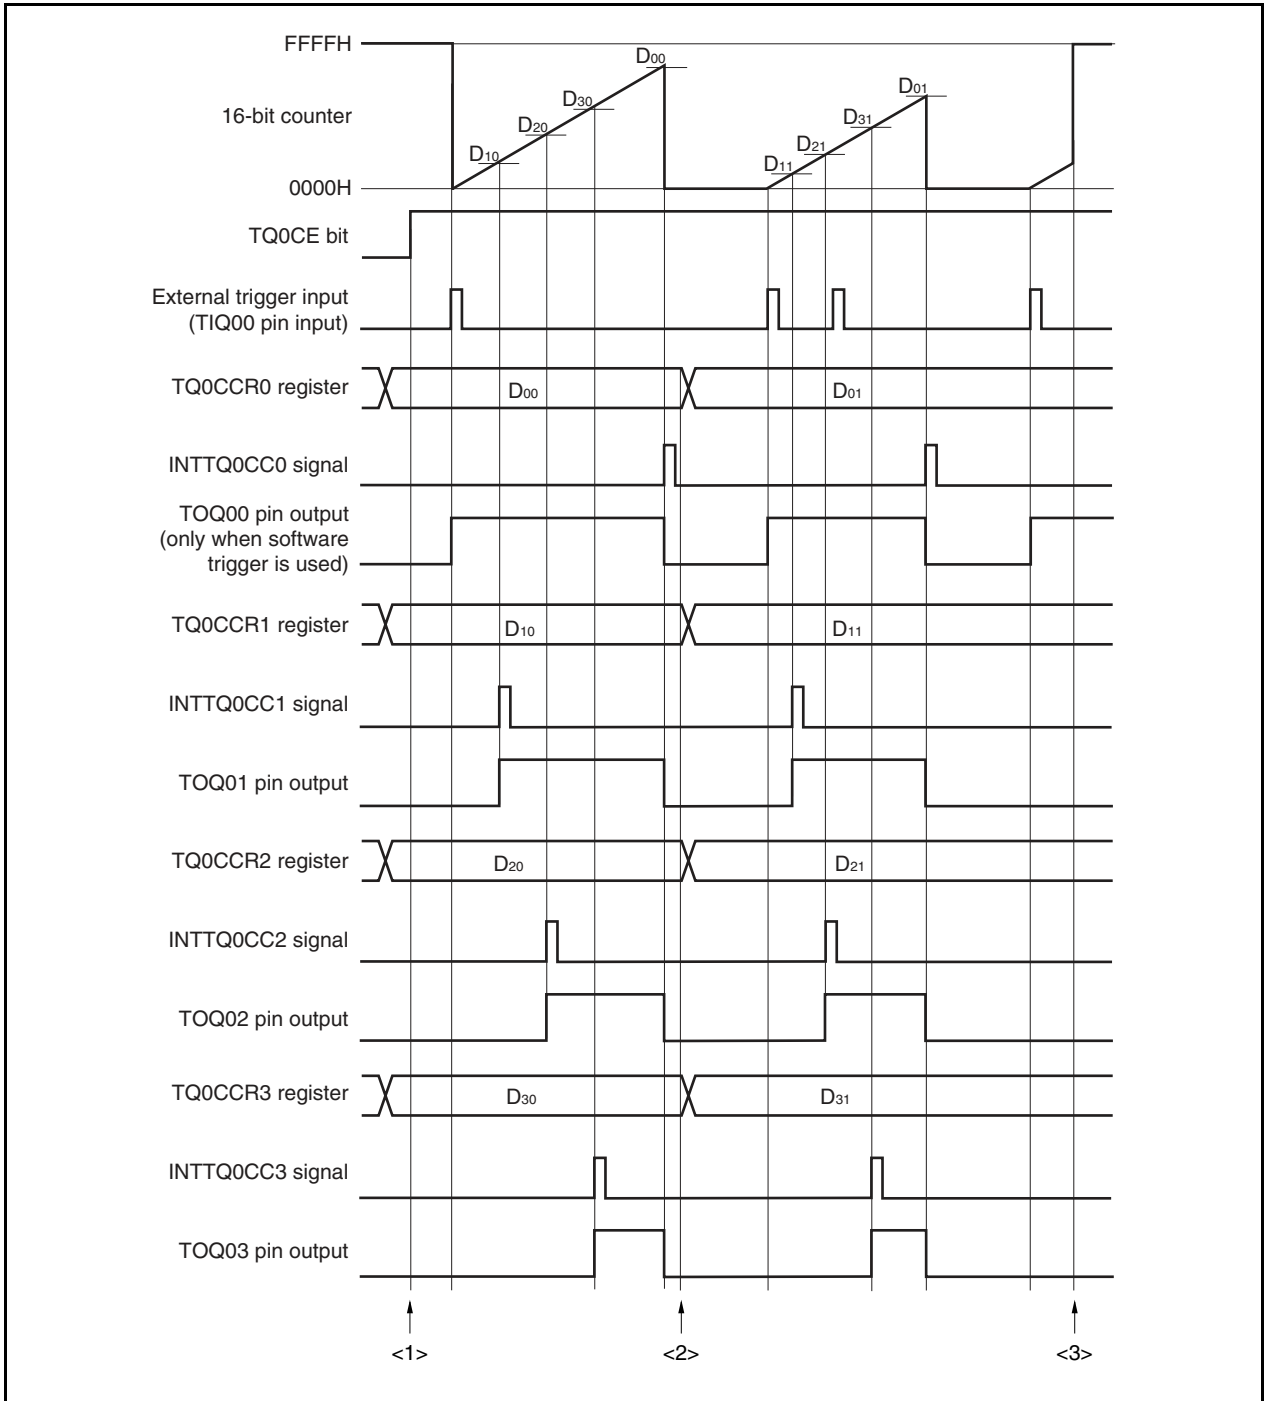 FFFFH
16-bit counter
0000H
D10
D20
D30
D00
D11
D21
D31
D01
TQ0CE bit
External trigger input
(TIQ00 pin input)
TQ0CCR0 register
D00
D01
INTTQ0CC0 signal
TOQ00 pin output
(only when software
trigger is used)
TQ0CCR1 register
D10
D11
INTTQ0CC1 signal
TOQ01 pin output
TQ0CCR2 register
D20
D21
INTTQ0CC2 signal
TOQ02 pin output
TQ0CCR3 register
D30
D31
INTTQ0CC3 signal
TOQ03 pin output
<1>
<2>
<3>